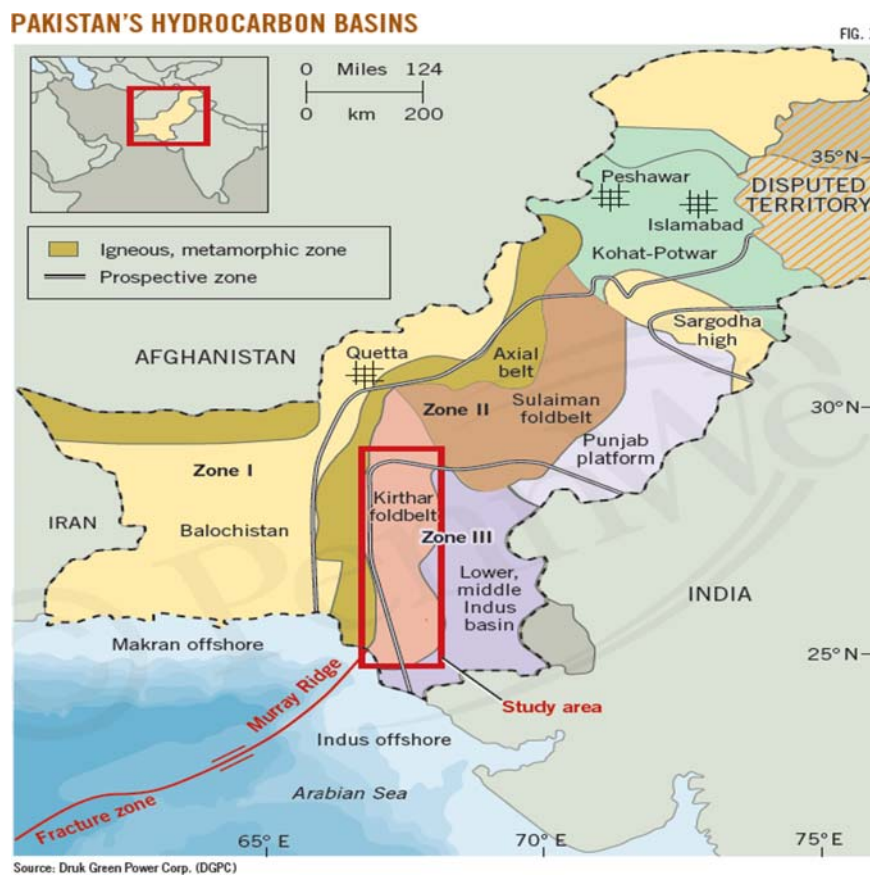 PAKISTAN'S HYDROCARBON BASINS
FIG.
0 Miles 124
0 km 200
35° N
Peshawar
DISPUTED
TERRITORY
Islamabad
Igneous, metamorphic zone
Kohat-Potwar
Prospective zone
Sargodha
high
AFGHANISTAN
Quetta
Axial
belt
30° N
Zone II
Sulaiman
foldbelt
Punjab
platform
Zone I
Kirthar
foldbelt
IRAN
Balochistan
Zone III
Lower,
middle
Indus
basin
INDIA
Makran offshore
25° N
Murray Ridge
Study area
Indus offshore
Arabian Sea
Fracture zone
65° E
70° E
75° E
Source: Druk Green Power Corp. (DGPC)